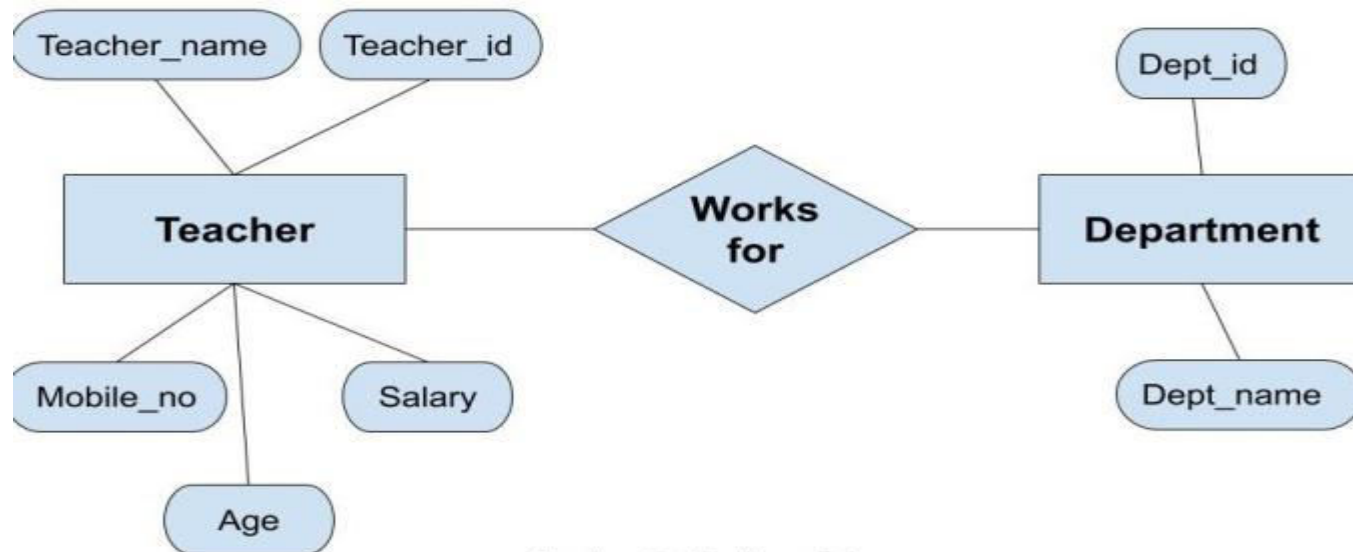 Teacher_name
Teacher_id
Dept_id
Teacher
Works
for
Department
Mobile_no
Salary
Dept_name
Age